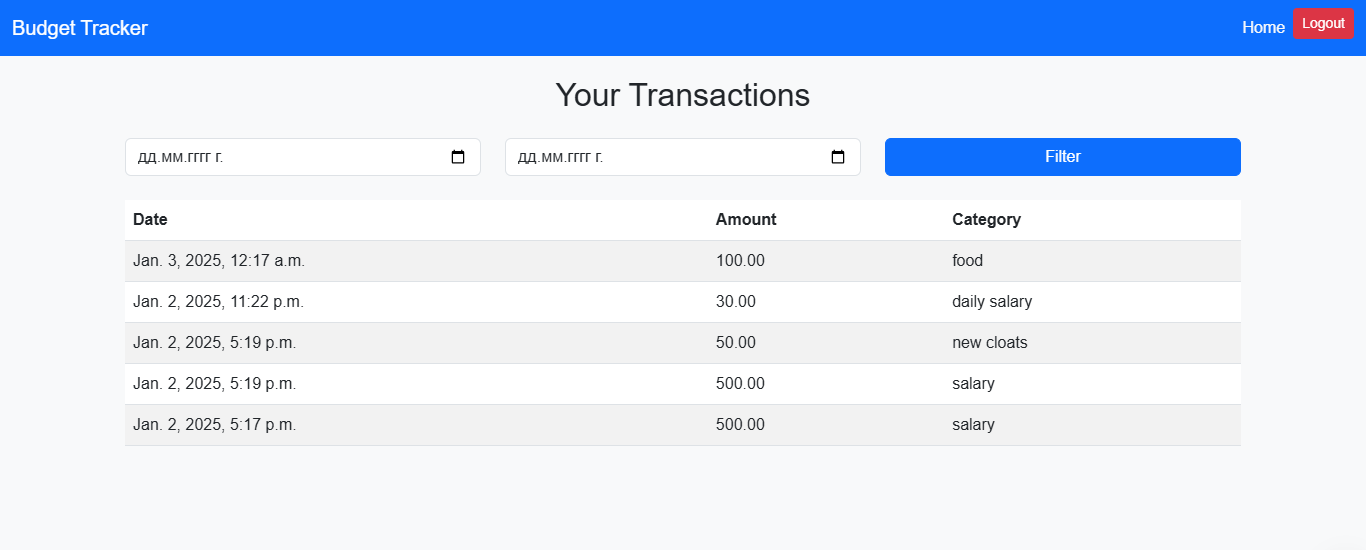 Budget Tracker Home Logout
Your Transactions
дд.мм.гггг г. дд.мм.гггг г. Filter
Date Amount Category
Jan. 3, 2025, 12:17 a.m. 100.00 food
Jan. 2, 2025, 11:22 p.m. 30.00 daily salary
Jan. 2, 2025, 5:19 p.m. 50.00 new cloats
Jan. 2, 2025, 5:19 p.m. 500.00 salary
Jan. 2, 2025, 5:17 p.m. 500.00 salary